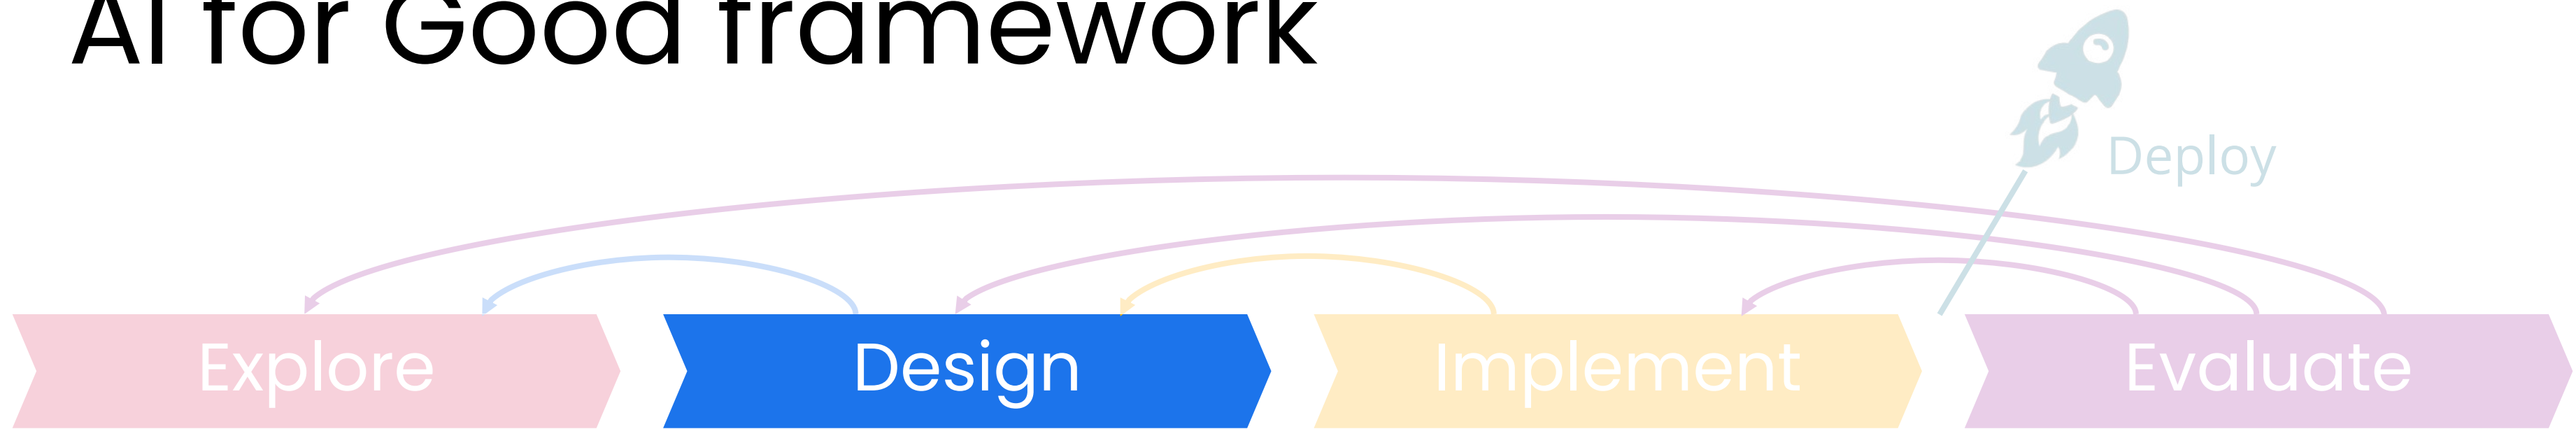 AI for Good framework
Deploy
Explore
Design
Implement
Evaluate